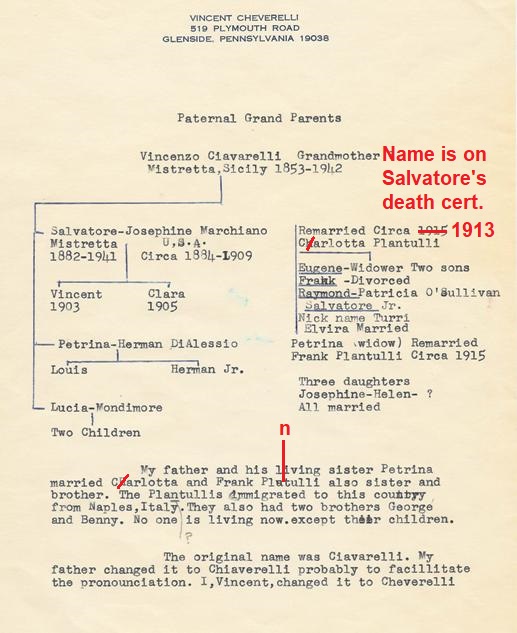 VINCENT CHEVERELLI
519 PLYMOUTH ROAD
GLENSIDE, PENNSYLVANIA 19038
Paternal Grand Parents
Vincenzo Ciavarelli Grandmother
Mistretta,Sicily 1853-1942
Name is on
Salvatore's
death cert.
Salvatore-Josephine Marchiano
Mistretta U.S.A.
1882-1941 Circa 1884-1909
Vincent Clara
1903 1905
Remarried Circa 1915 1913
Charlotta Plantulli
Eugene-Widower Two sons
Frank -Divorced
Raymond-Patricia O'Sullivan
Salvatore Jr.
Nick name Turri
Elvira Married
Petrina-Herman DiAlessio
Louis Herman Jr.
Petrina (widow) Remarried
Frank Plantulli Circa 1915
Three daughters
Josephine-Helen- ?
All married
Lucia-Mondimore
Two Children
n
My father and his living sister Petrina
married Charlotta and Frank Platulli also sister and
brother. The Plantullis immigrated to this country
from Naples,Italy.They also had two brothers George
and Benny. No one is living now.except their children.
?
The original name was Ciavarelli. My
father changed it to Chiaverelli probably to facillitate
the pronounciation. I,Vincent,changed it to Cheverelli